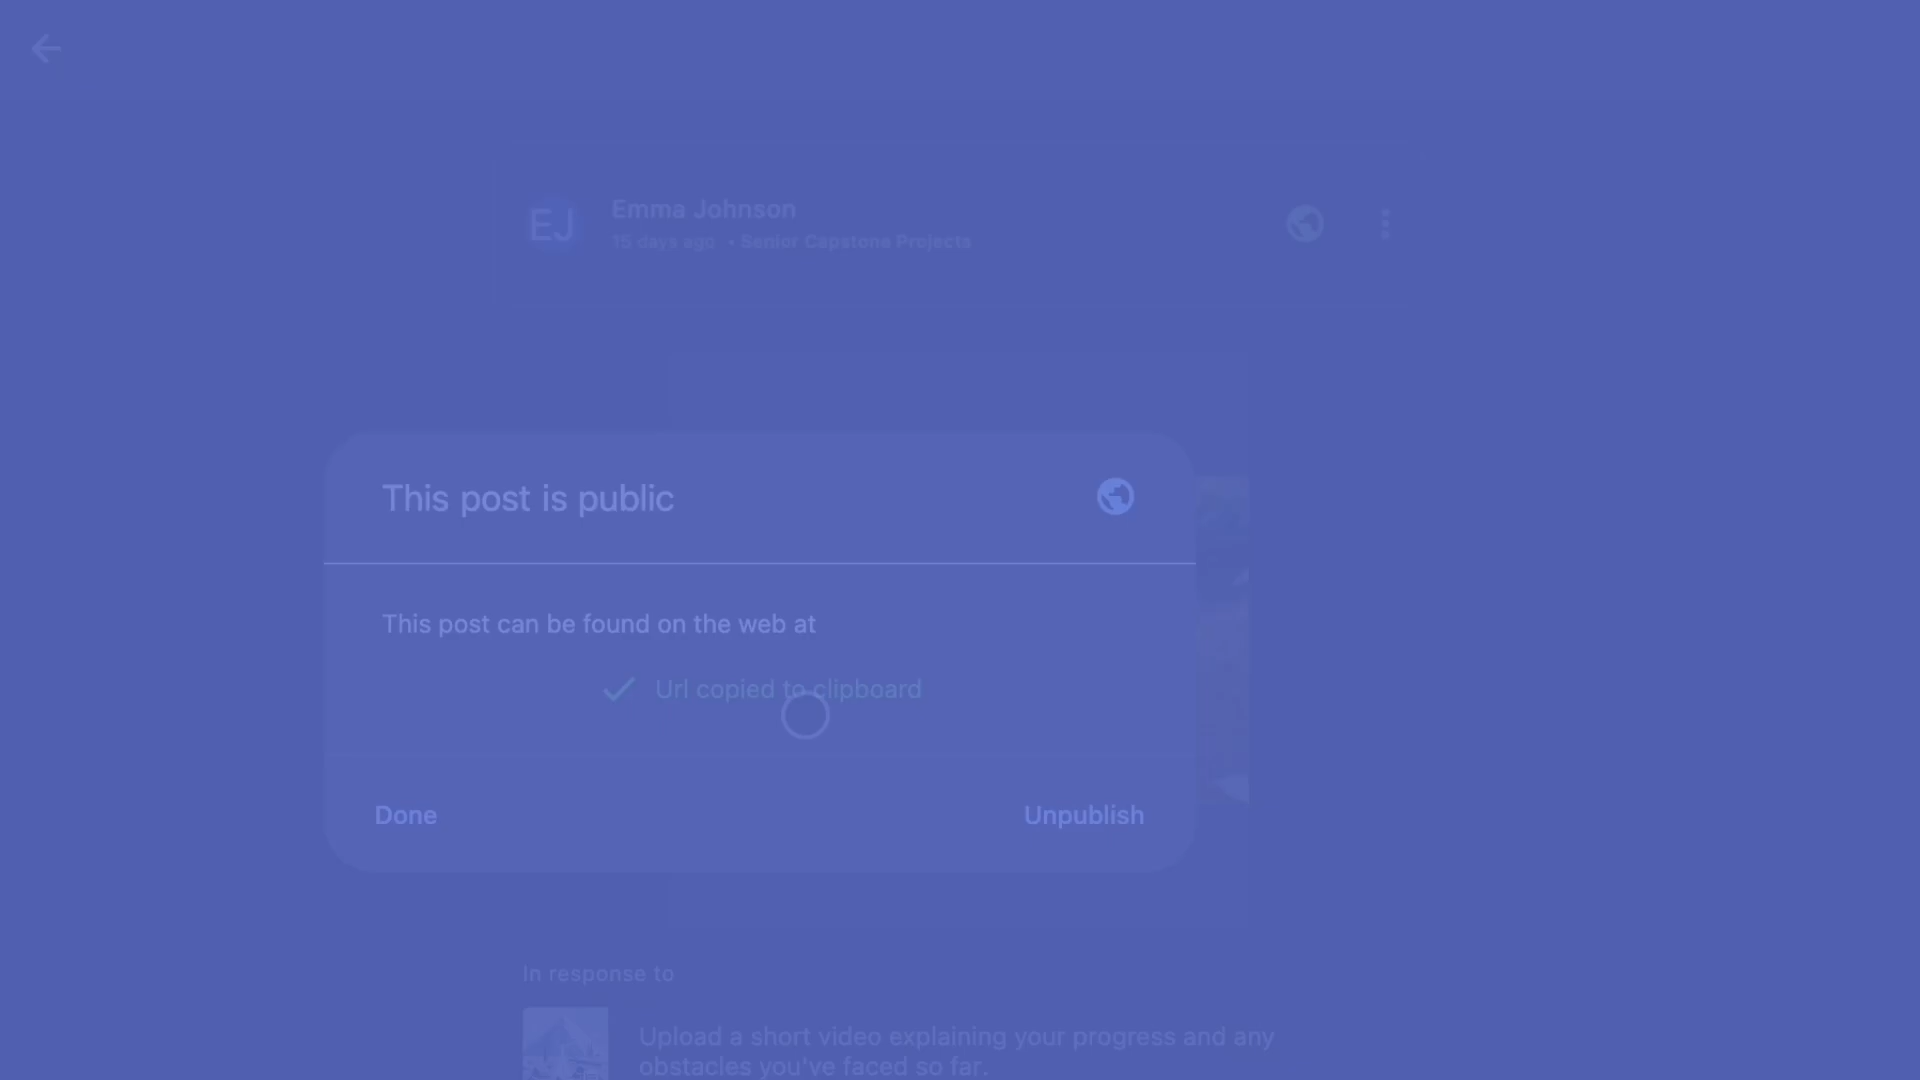 EJ
Emma Johnson
15 days ago • Senior Capstone Projects
This post is public
This post can be found on the web at
Url copied to clipboard
Done
Unpublish
In response to
Upload a short video explaining your progress and any
obstacles you've faced so far.